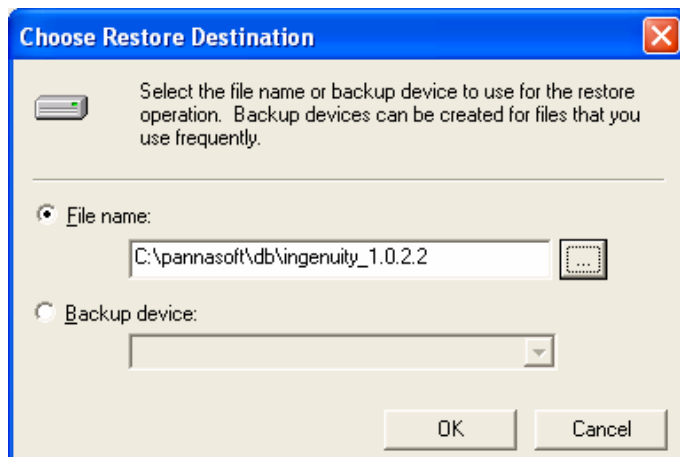 Choose Restore Destination
Select the file name or backup device to use for the restore
operation. Backup devices can be created for files that you
use frequently.
File name:
C:\pannasoft\db\ingenuity_1.0.2.2
...
Backup device:
OK Cancel